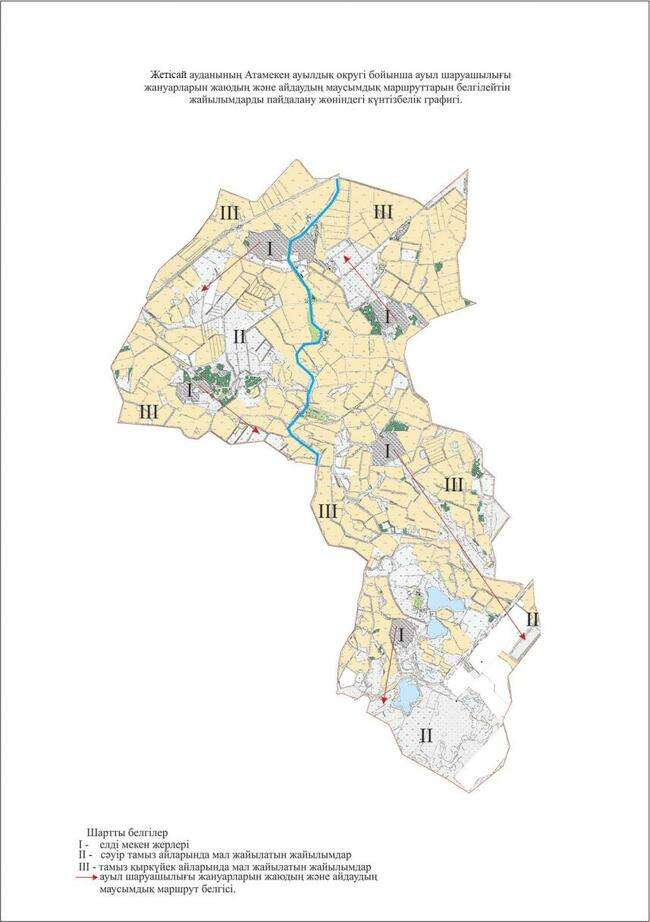 Жетісай ауданының Атамекен ауылдық округі бойынша ауыл шаруашылығы
жануарларын жаюдың және айдаудың маусымдық маршруттарын белгілейтін
жайылымдарды пайдалану жөніндегі күнтізбелік графигі.
III
III
I
I
II
I
III
I
III
III
II
I
II
Шартты белгілер
I - елді мекен жерлері
II - сәуір тамыз айларында мал жайылатын жайылымдар
III - тамыз қыркүйек айларында мал жайылатын жайылымдар
ауыл шаруашылығы жануарларын жаюдың және айдаудың
маусымдық маршрут белгісі.